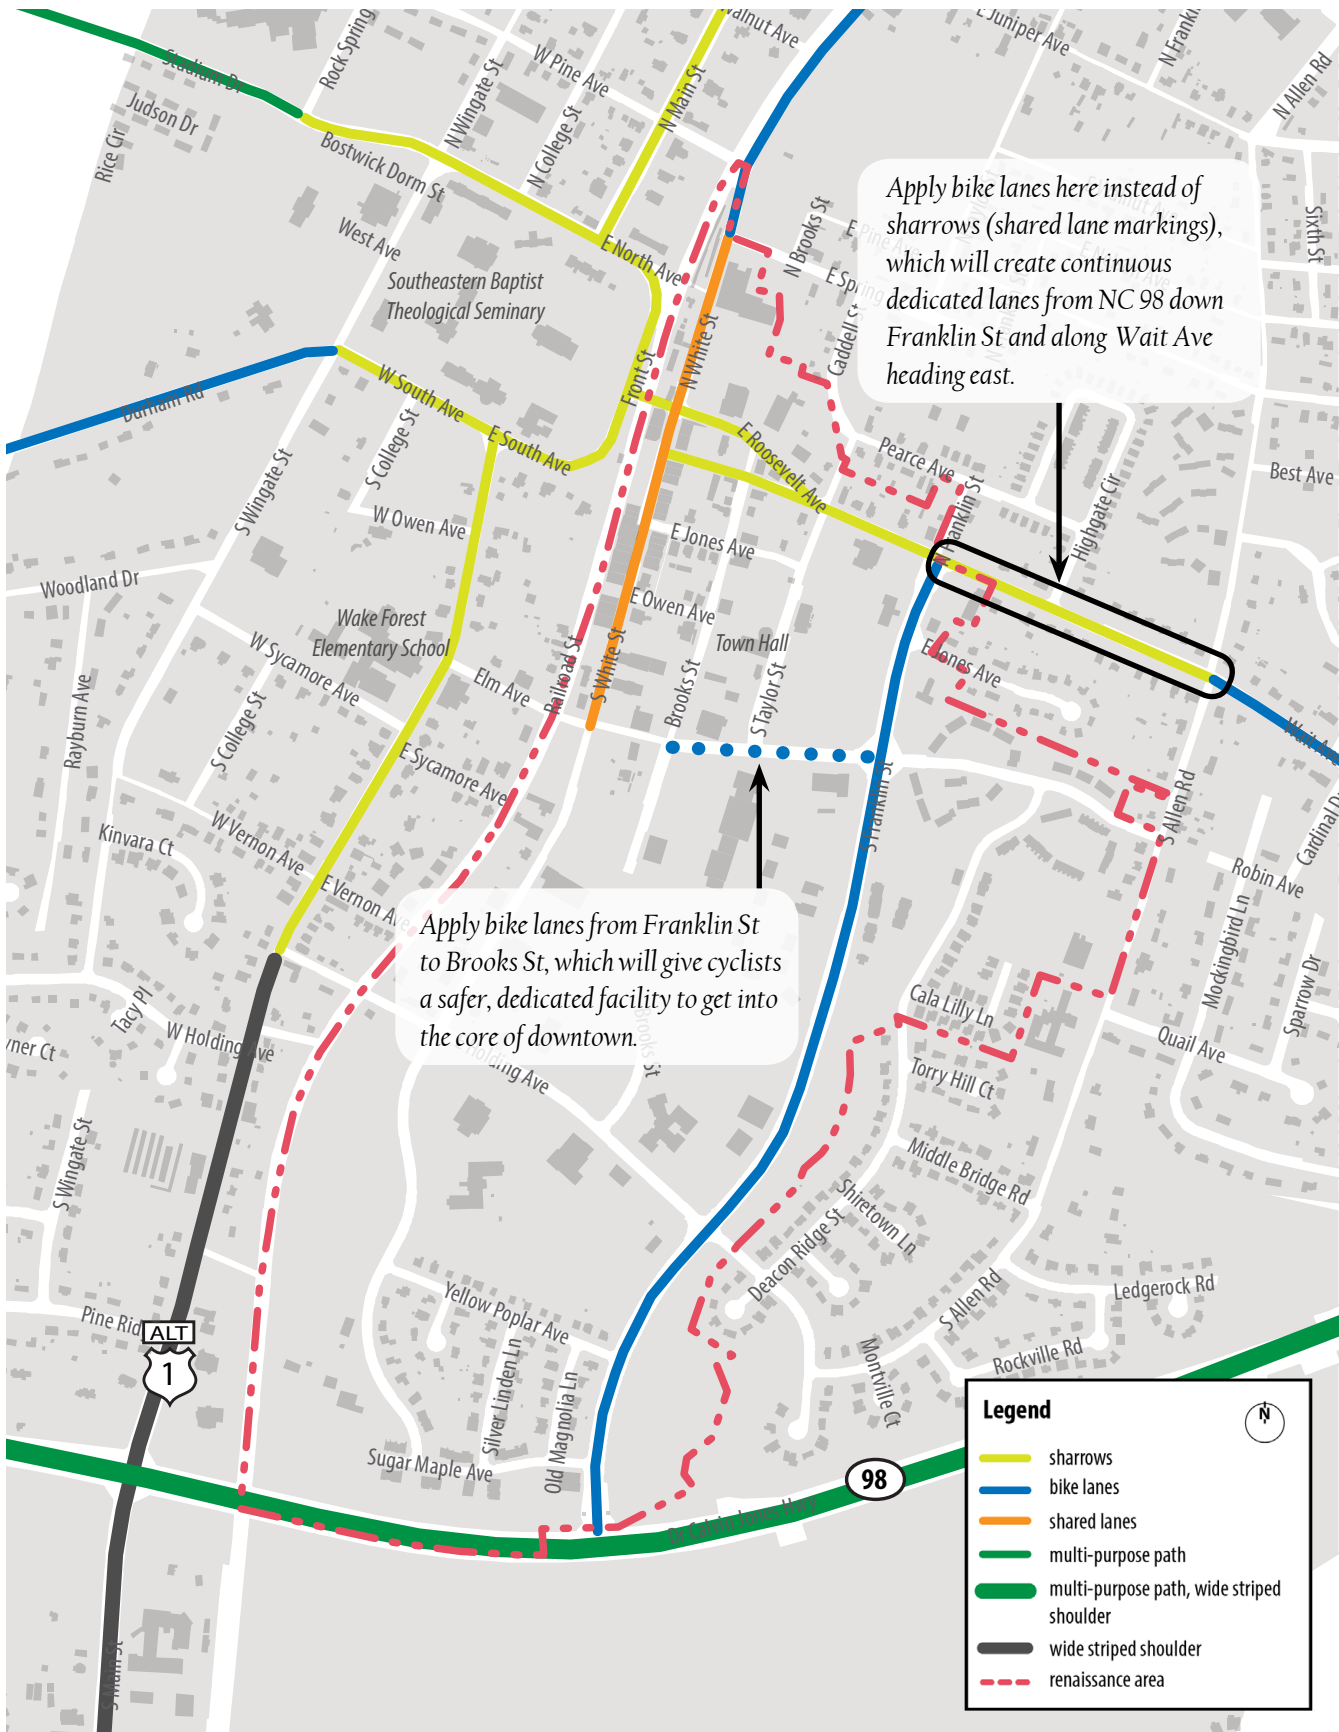 Stadium Dr
Judson Dr
Rice Cir
Rock Spring
Bostwick Dorm St
West Ave
N Wingate St
W Pine Ave
N College St
N Main St
Walnut Ave
E Juniper Ave
N Frankl
N Allen Rd
Sixth St
E North Ave
Southeastern Baptist
Theological Seminary
N Brooks St
E Pine Ave
E Spring
Caddell St
Apply bike lanes here instead of
sharrows (shared lane markings),
which will create continuous
dedicated lanes from NC 98 down
Franklin St and along Wait Ave
heading east.
Durham Rd
W South Ave
E South Ave
Front St
N White St
E Roosevelt Ave
Pearce Ave
N Franklin St
Highgate Cir
Best Ave
S College St
S Wingate St
W Owen Ave
E Jones Ave
E Owen Ave
Woodland Dr
Wake Forest
Elementary School
Town Hall
E Jones Ave
W Sycamore Ave
Elm Ave
Railroad St
S White St
Brooks St
S Taylor St
Rayburn Ave
S College St
E Sycamore Ave
S Franklin St
S Allen Rd
Wait Ave
Cardinal Dr
Kinvara Ct
W Vernon Ave
E Vernon Ave
Robin Ave
Mockingbird Ln
Sparrow Dr
Apply bike lanes from Franklin St
to Brooks St, which will give cyclists
a safer, dedicated facility to get into
the core of downtown.
Tacy Pl
W Holding Ave
yner Ct
Holding Ave
Brooks St
Cala Lilly Ln
Torry Hill Ct
Quail Ave
S Wingate St
Middle Bridge Rd
Shiretown Ln
Deacon Ridge St
S Allen Rd
Ledgerock Rd
Pine Rid
ALT
1
Yellow Poplar Ave
Silver Linden Ln
Old Magnolia Ln
Sugar Maple Ave
Montville Ct
Rockville Rd
98
Dr Calvin Jones Hwy
S Main St
Legend
N
sharrows
bike lanes
shared lanes
multi-purpose path
multi-purpose path, wide striped
shoulder
wide striped shoulder
renaissance area